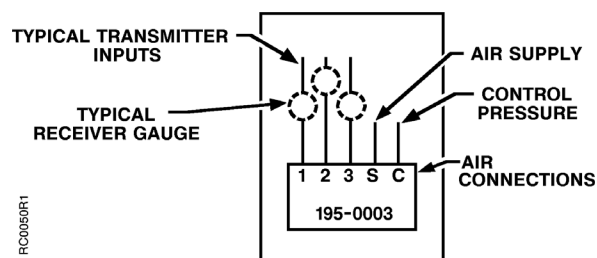 TYPICAL TRANSMITTER
INPUTS
AIR SUPPLY
TYPICAL
RECEIVER GAUGE
CONTROL
PRESSURE
AIR
CONNECTIONS
1 2 3 S C
195-0003
RC0050R1